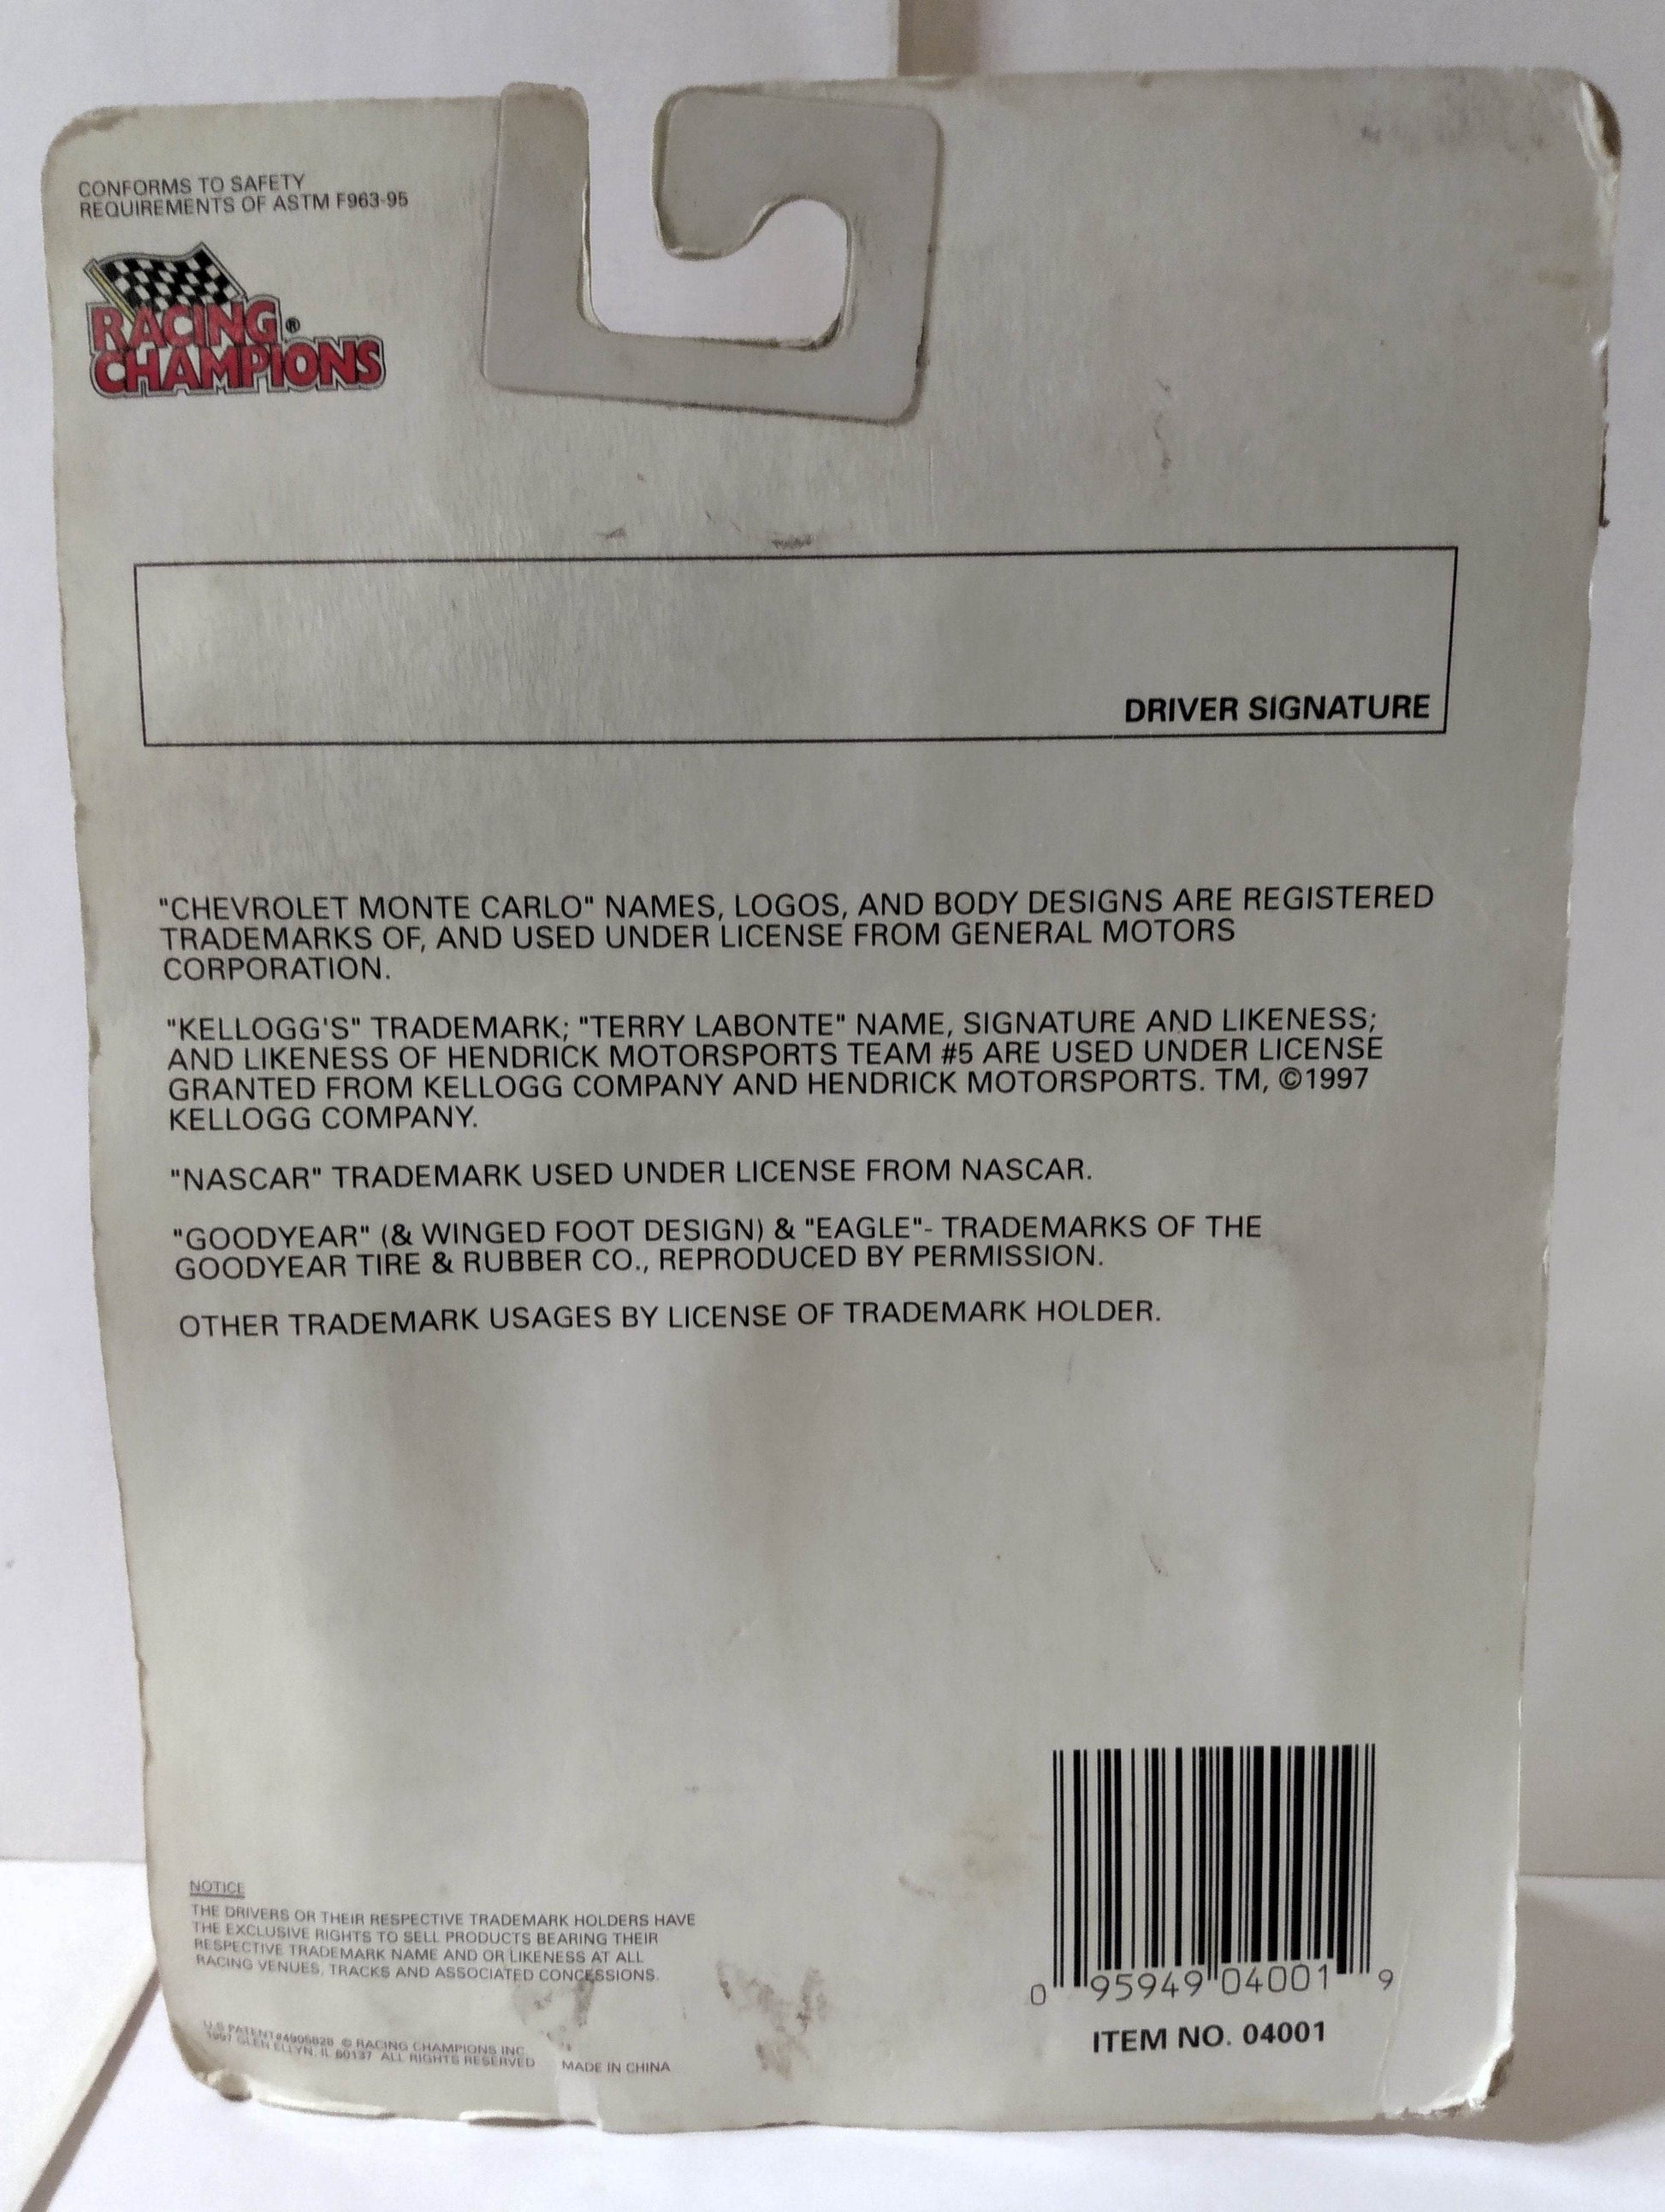 CONFORMS TO SAFETY
REQUIREMENTS OF ASTM F963-95
RACING®
CHAMPIONS
DRIVER SIGNATURE
"CHEVROLET MONTE CARLO" NAMES, LOGOS, AND BODY DESIGNS ARE REGISTERED
TRADEMARKS OF, AND USED UNDER LICENSE FROM GENERAL MOTORS
CORPORATION.
"KELLOGG'S" TRADEMARK; "TERRY LABONTE" NAME, SIGNATURE AND LIKENESS;
AND LIKENESS OF HENDRICK MOTORSPORTS TEAM #5 ARE USED UNDER LICENSE
GRANTED FROM KELLOGG COMPANY AND HENDRICK MOTORSPORTS. TM, ©1997
KELLOGG COMPANY.
"NASCAR" TRADEMARK USED UNDER LICENSE FROM NASCAR.
"GOODYEAR" (& WINGED FOOT DESIGN) & "EAGLE"- TRADEMARKS OF THE
GOODYEAR TIRE & RUBBER CO., REPRODUCED BY PERMISSION.
OTHER TRADEMARK USAGES BY LICENSE OF TRADEMARK HOLDER.
NOTICE
THE DRIVERS OR THEIR RESPECTIVE TRADEMARK HOLDERS HAVE
THE EXCLUSIVE RIGHTS TO SELL PRODUCTS BEARING THEIR
RESPECTIVE TRADEMARK NAME AND OR LIKENESS AT ALL
RACING VENUES, TRACKS AND ASSOCIATED CONCESSIONS.
U.S PATENT#4905828 © RACING CHAMPIONS INC.
1997 GLEN ELLYN, IL 60137 ALL RIGHTS RESERVED MADE IN CHINA
0 95949 04001 9
ITEM NO. 04001